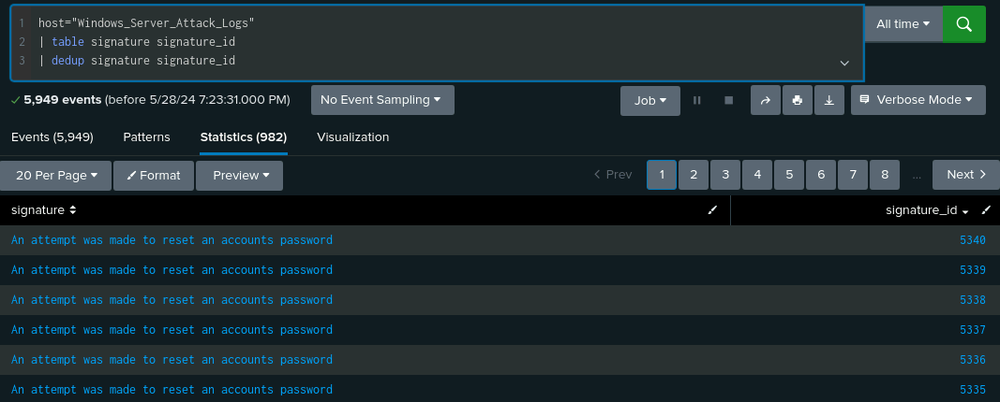 1 host="Windows_Server_Attack_Logs"
2 | table signature signature_id
3 | dedup signature signature_id
All time
5,949 events (before 5/28/24 7:23:31.000 PM)
No Event Sampling
Job
Verbose Mode
Events (5,949) Patterns Statistics (982) Visualization
20 Per Page Format Preview
Prev 1 2 3 4 5 6 7 8 ... Next
signature signature_id
An attempt was made to reset an accounts password 5340
An attempt was made to reset an accounts password 5339
An attempt was made to reset an accounts password 5338
An attempt was made to reset an accounts password 5337
An attempt was made to reset an accounts password 5336
An attempt was made to reset an accounts password 5335